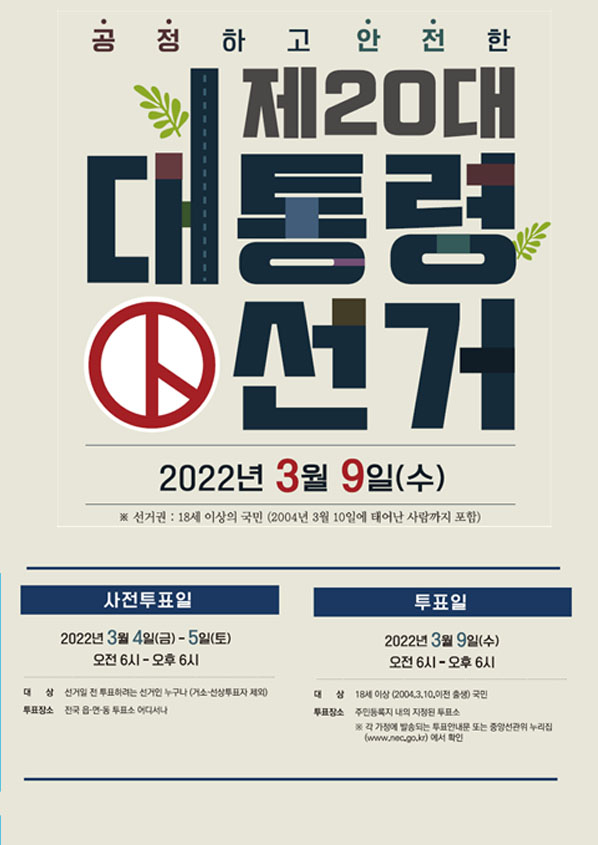 공정하고안전한
제20대
대통령
선거
2022년 3월 9일(수)
※ 선거권 : 18세 이상의 국민 (2004년 3월 10일에 태어난 사람까지 포함)
사전투표일
2022년 3월 4일(금) - 5일(토)
오전 6시 - 오후 6시
대 상 선거일 전 투표하려는 선거인 누구나 (거소·선상투표자 제외)
투표장소 전국 읍·면·동 투표소 어디서나
투표일
2022년 3월 9일(수)
오전 6시 - 오후 6시
대 상 18세 이상 (2004.3.10.이전 출생) 국민
투표장소 주민등록지 내의 지정된 투표소
※ 각 가정에 발송되는 투표안내문 또는 중앙선관위 누리집
(www.nec.go.kr) 에서 확인